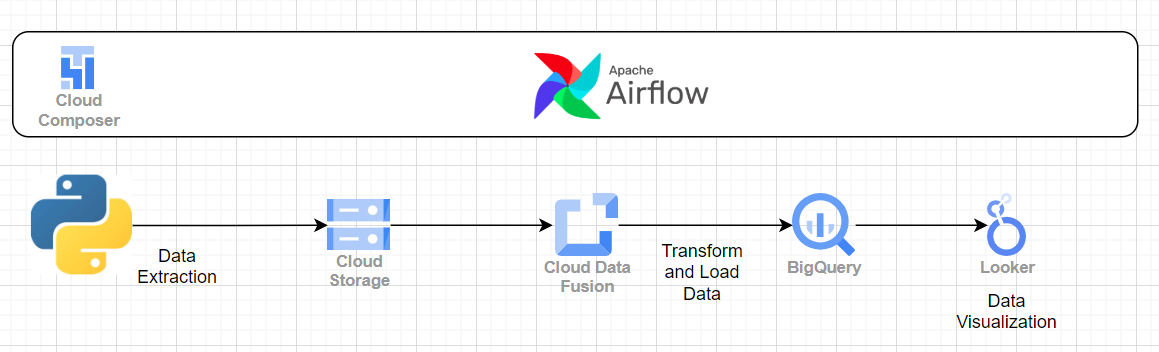 Cloud
Composer
Apache
Airflow
Data
Extraction
Cloud
Storage
Cloud Data
Fusion
Transform
and Load
Data
BigQuery
Looker
Data
Visualization